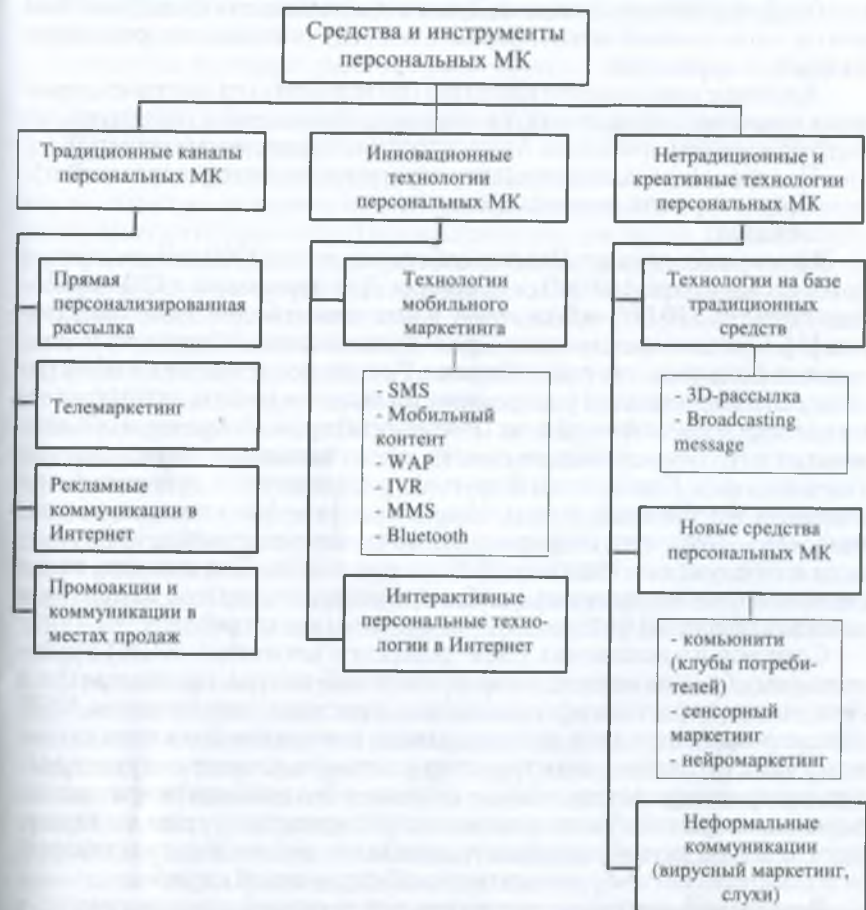 Средства и инструменты
персональных МК
Традиционные каналы
персональных МК
Прямая
персонализированная
рассылка
Телемаркетинг
Рекламные
коммуникации в
Интернет
Промоакции и
коммуникации в
местах продаж
Инновационные
технологии
персональных МК
Технологии
мобильного
маркетинга
- SMS
- Мобильный
контент
- WAP
- IVR
- MMS
- Bluetooth
Интерактивные
персональные техно-
логии в Интернет
Нетрадиционные и
креативные технологии
персональных МК
Технологии на базе
традиционных
средств
- 3D-рассылка
- Broadcasting
message
Новые средства
персональных МК
- комьюнити
(клубы потреби-
телей)
- сенсорный
маркетинг
- нейромаркетинг
Неформальные
коммуникации
(вирусный маркетинг,
слухи)